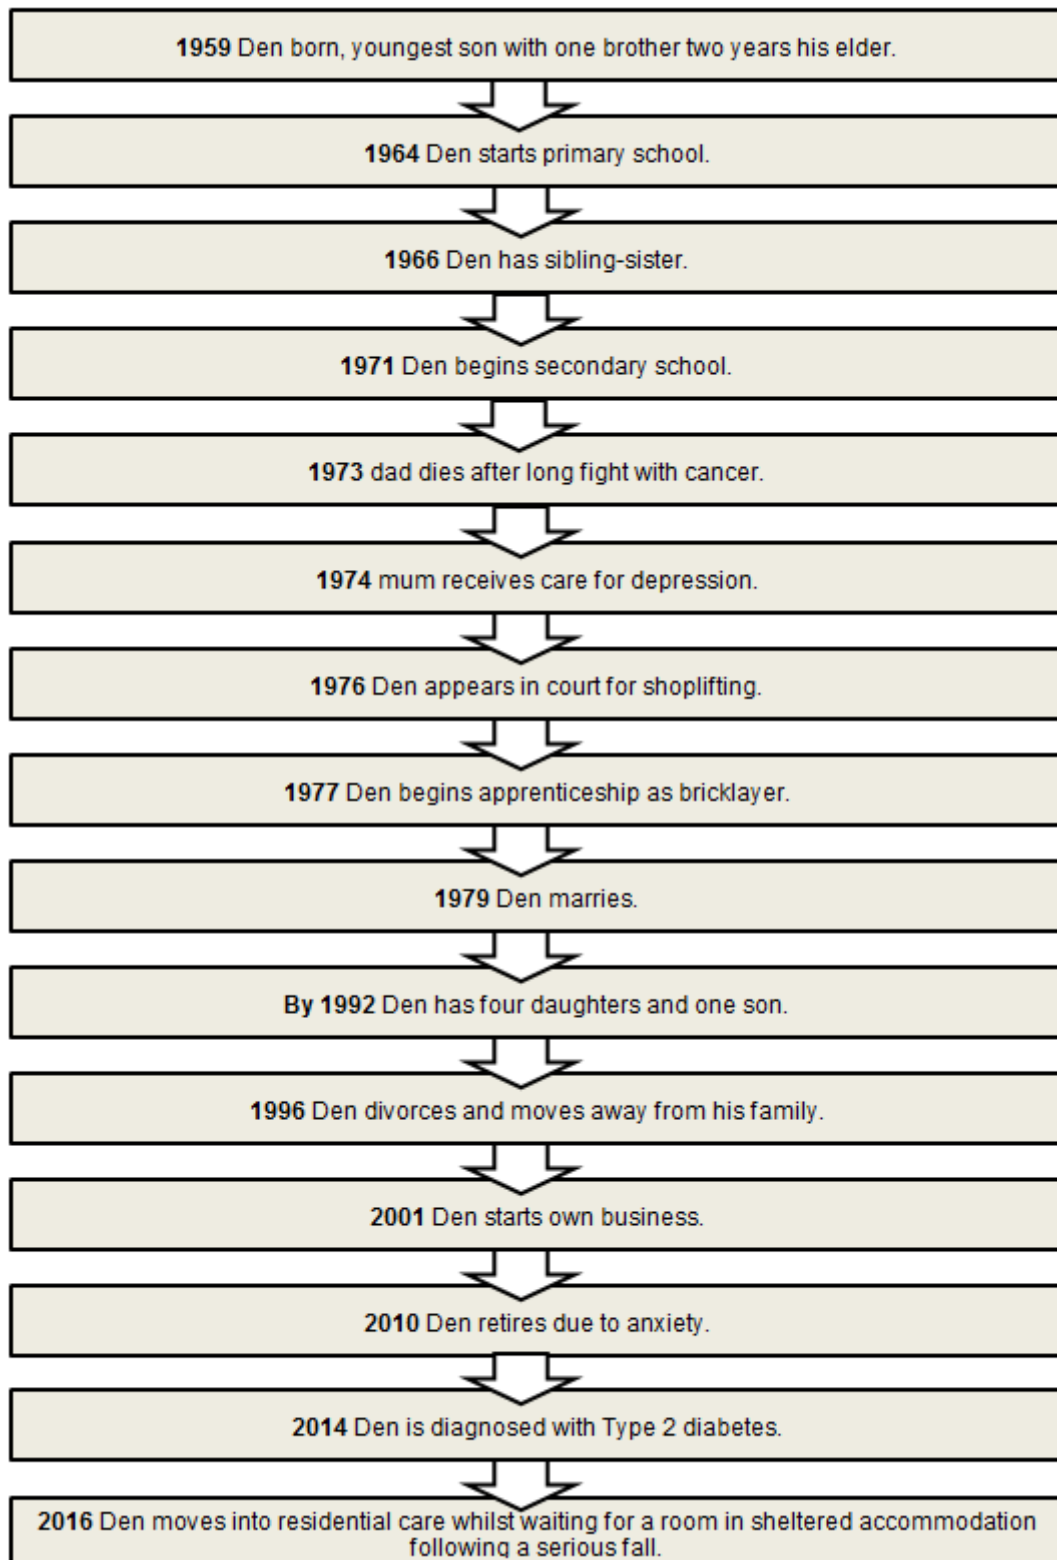 1959 Den born, youngest son with one brother two years his elder.
1964 Den starts primary school.
1966 Den has sibling-sister.
1971 Den begins secondary school.
1973 dad dies after long fight with cancer.
1974 mum receives care for depression.
1976 Den appears in court for shoplifting.
1977 Den begins apprenticeship as bricklayer.
1979 Den marries.
By 1992 Den has four daughters and one son.
1996 Den divorces and moves away from his family.
2001 Den starts own business.
2010 Den retires due to anxiety.
2014 Den is diagnosed with Type 2 diabetes.
2016 Den moves into residential care whilst waiting for a room in sheltered accommodation
following a serious fall.